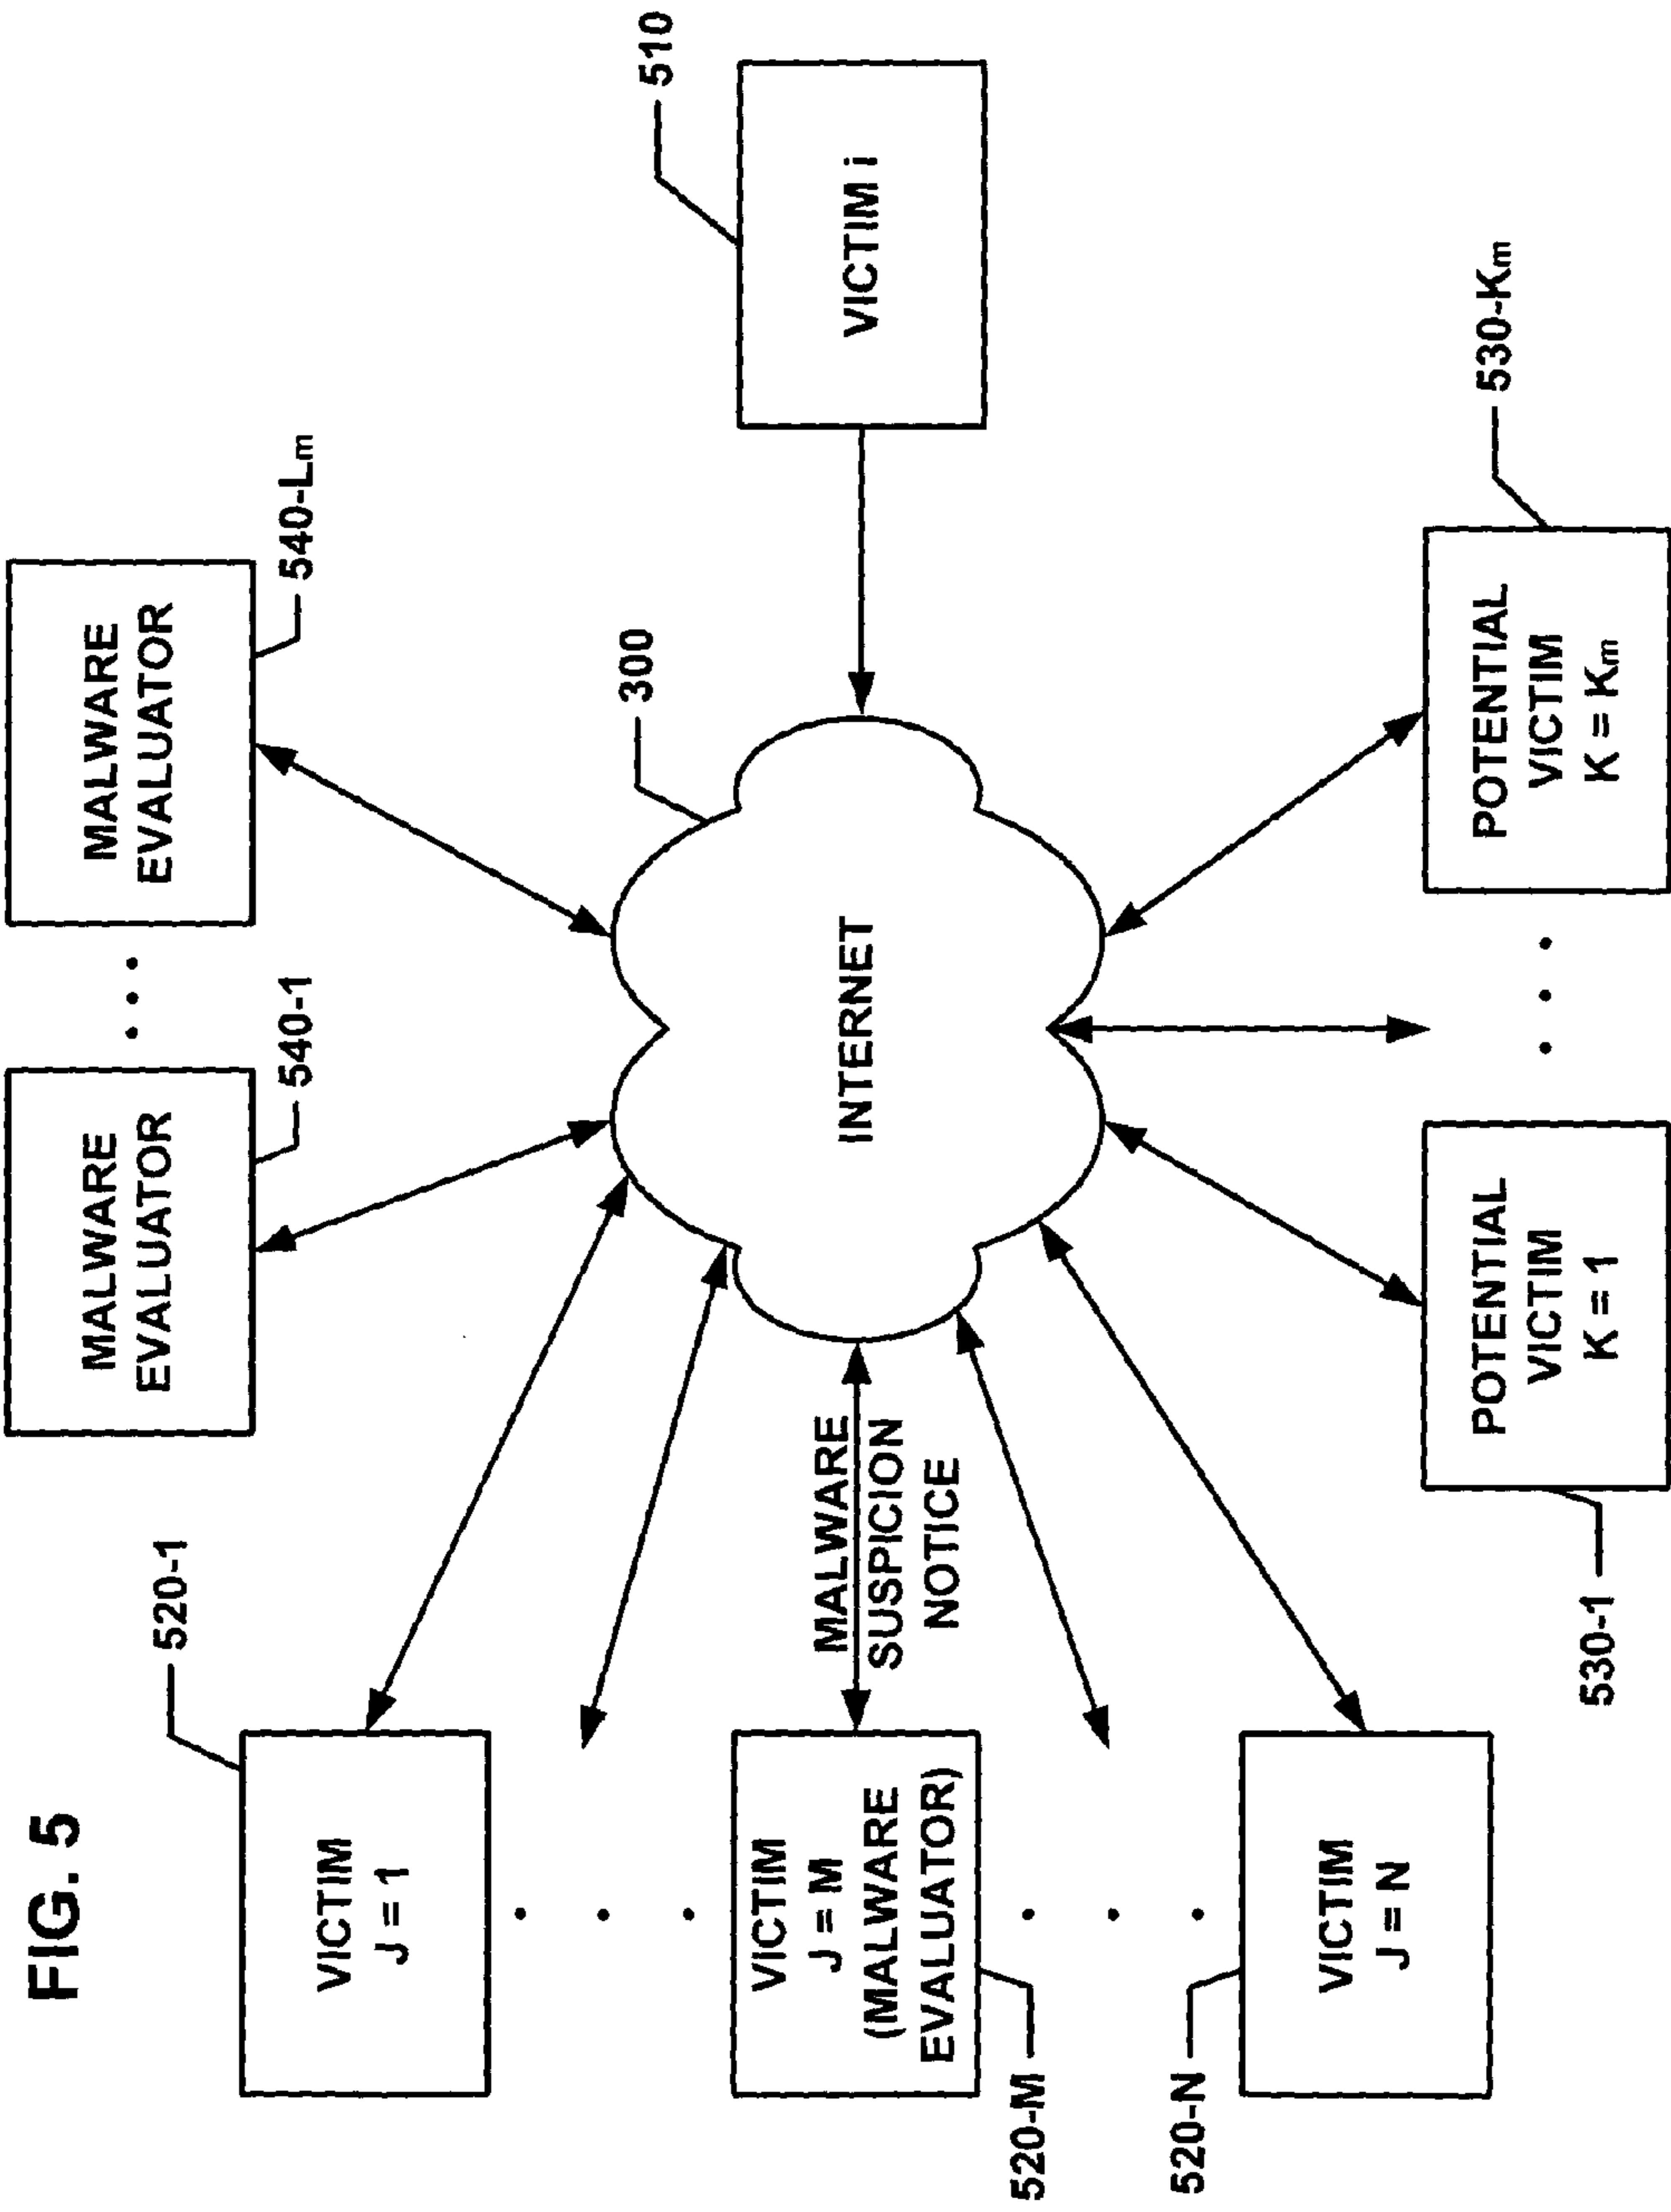 FIG. 5
520-1
VICTIM
J = 1
VICTIM
J = M
(MALWARE
EVALUATOR)
520-M
520-N
VICTIM
J = N
MALWARE
SUSPICION
NOTICE
MALWARE
EVALUATOR
540-1
MALWARE
EVALUATOR
540-Lm
300
INTERNET
530-1
POTENTIAL
VICTIM
K = 1
POTENTIAL
VICTIM
K = Km
530-Km
510
VICTIM i